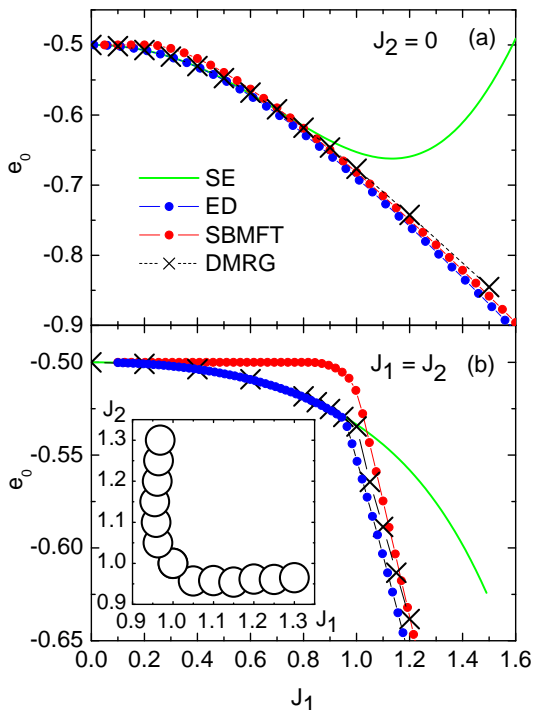 -0.5
-0.6
-0.7
-0.8
-0.9
e₀
J₂ = 0
(a)
SE
ED
SBMFT
DMRG
-0.50
-0.55
-0.60
-0.65
e₀
J₁ = J₂
(b)
J₂
1.3
1.2
1.1
1.0
0.9
0.9 1.0 1.1 1.2 1.3
J₁
0.0 0.2 0.4 0.6 0.8 1.0 1.2 1.4 1.6
J₁